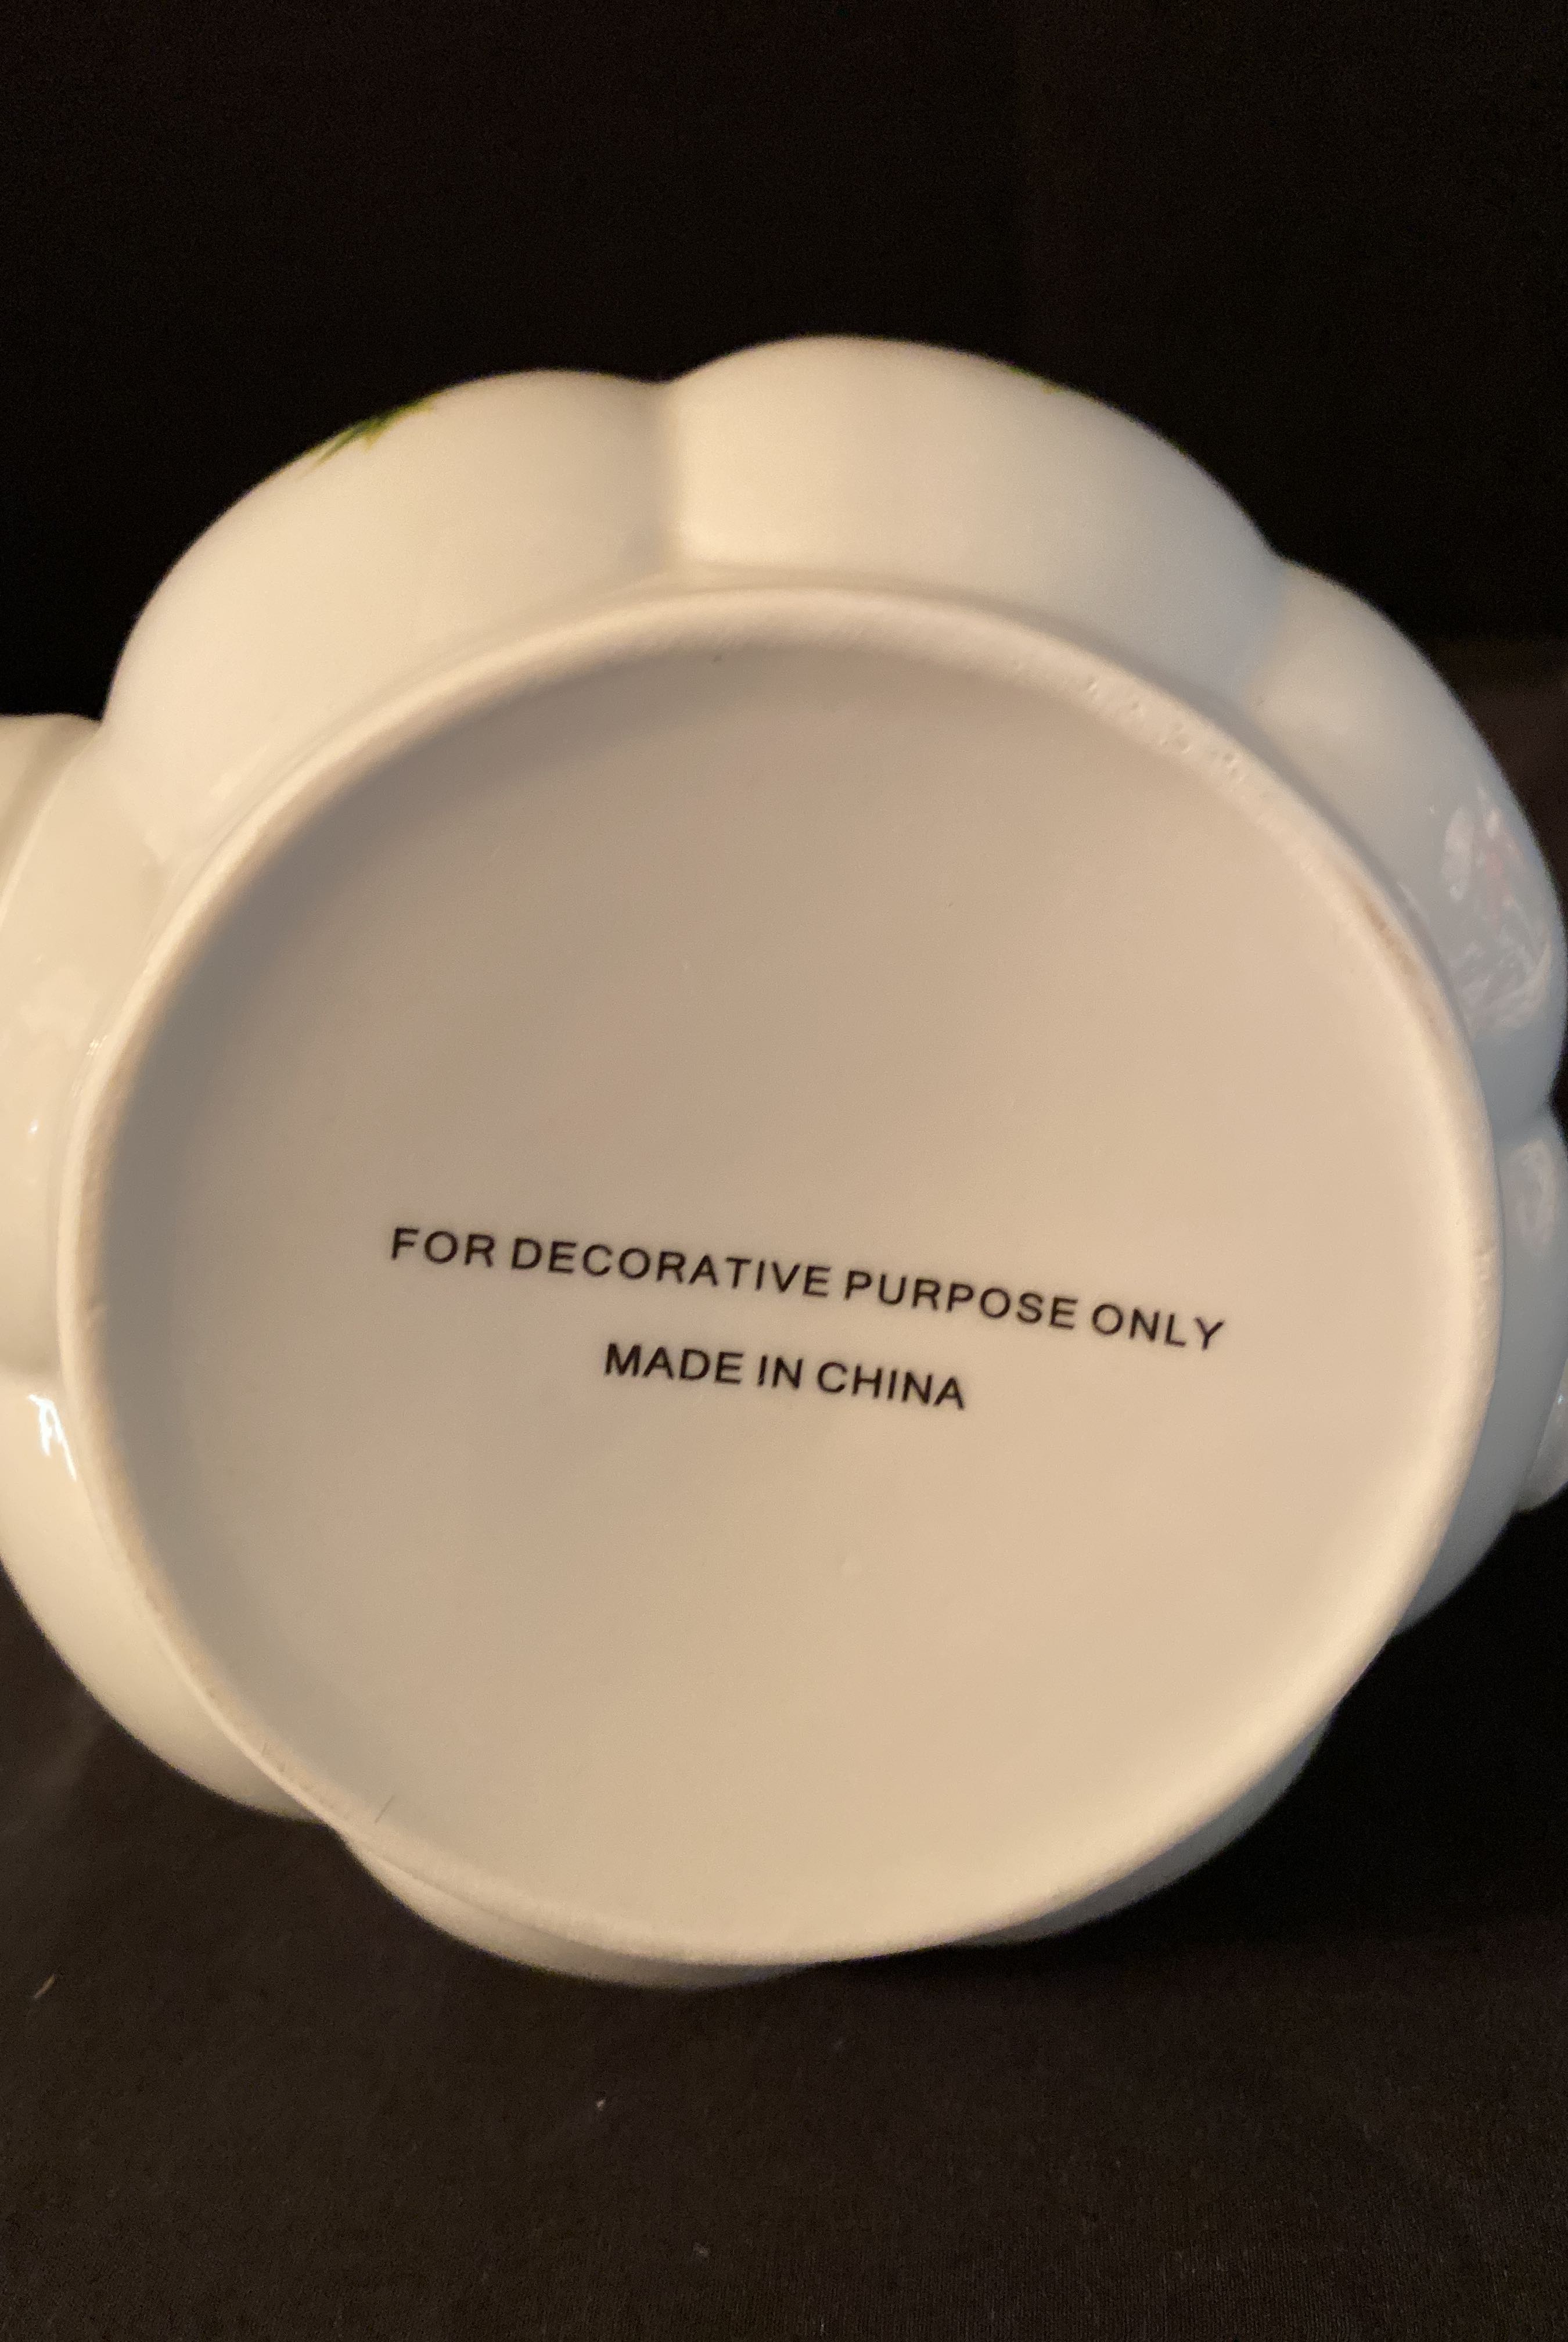 FOR DECORATIVE PURPOSE ONLY
MADE IN CHINA